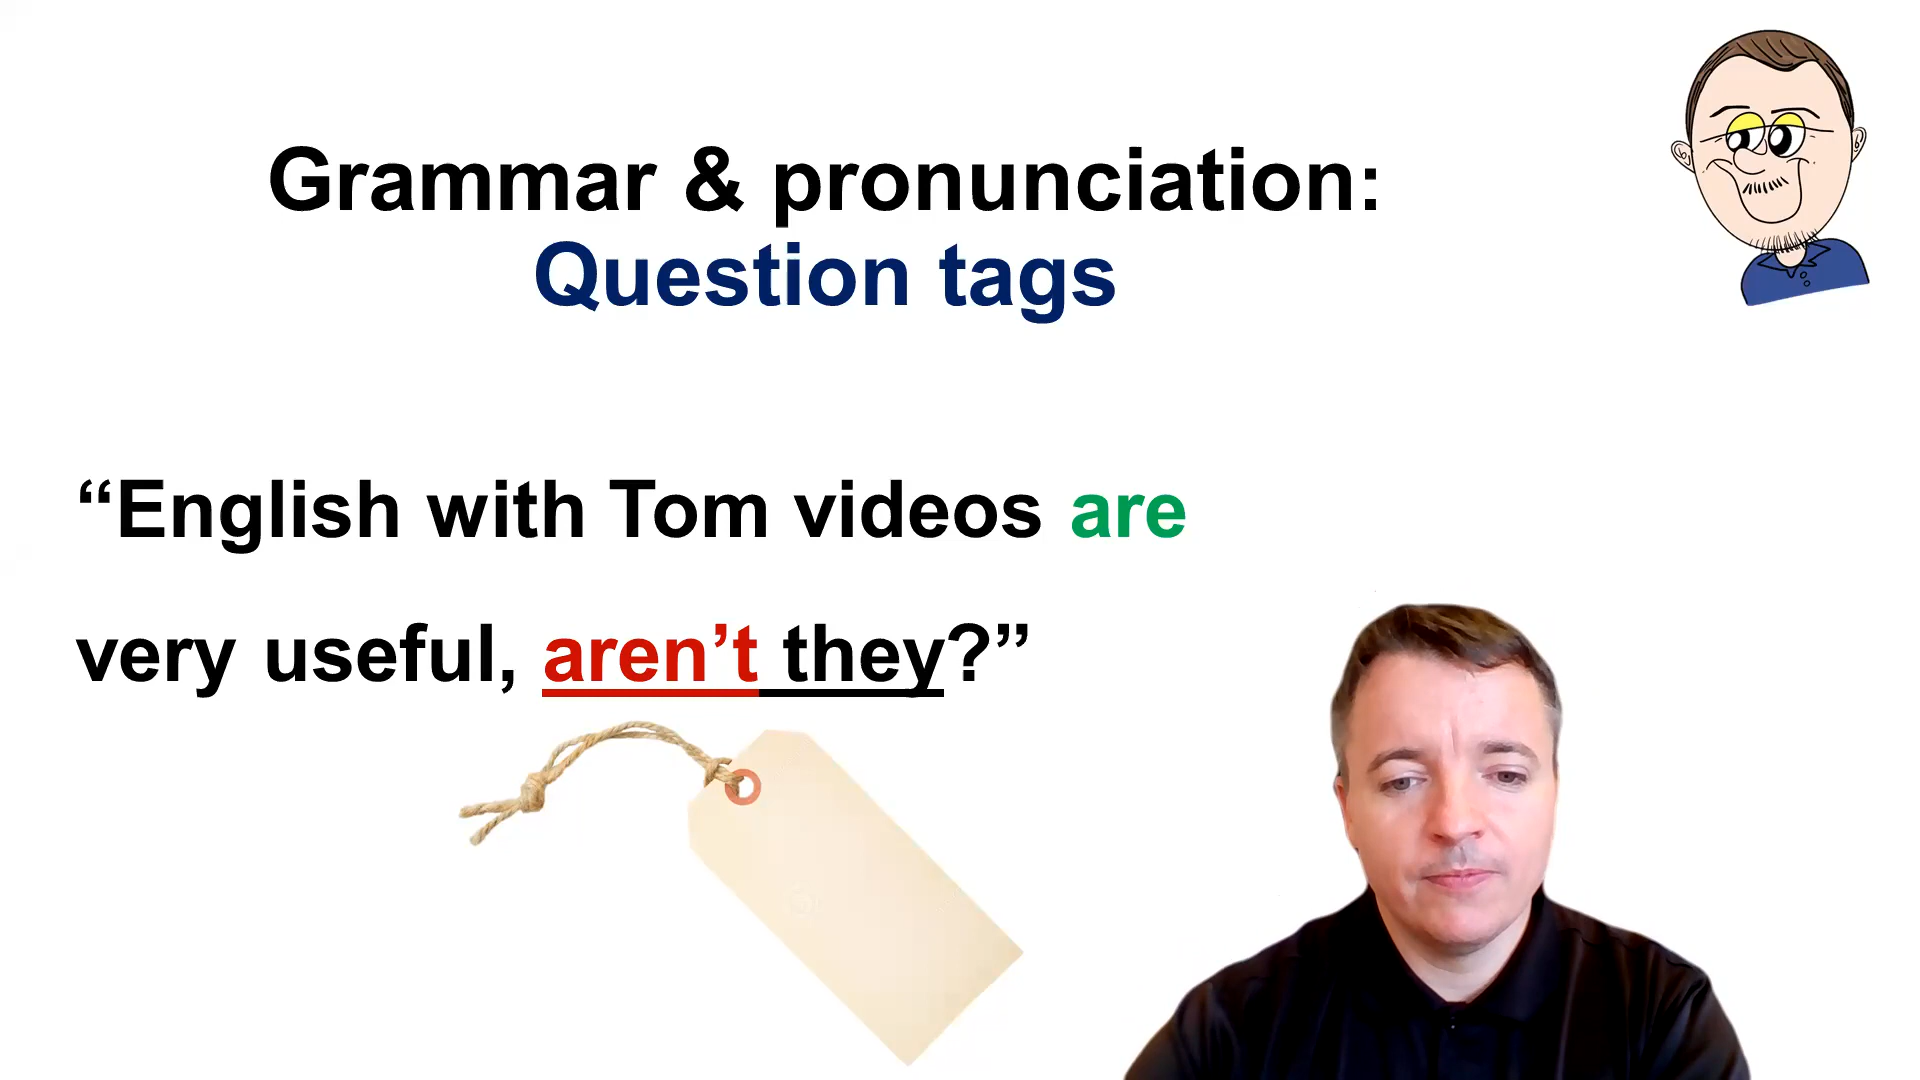 Grammar & pronunciation:
Question tags
“English with Tom videos are
very useful, aren’t they?”